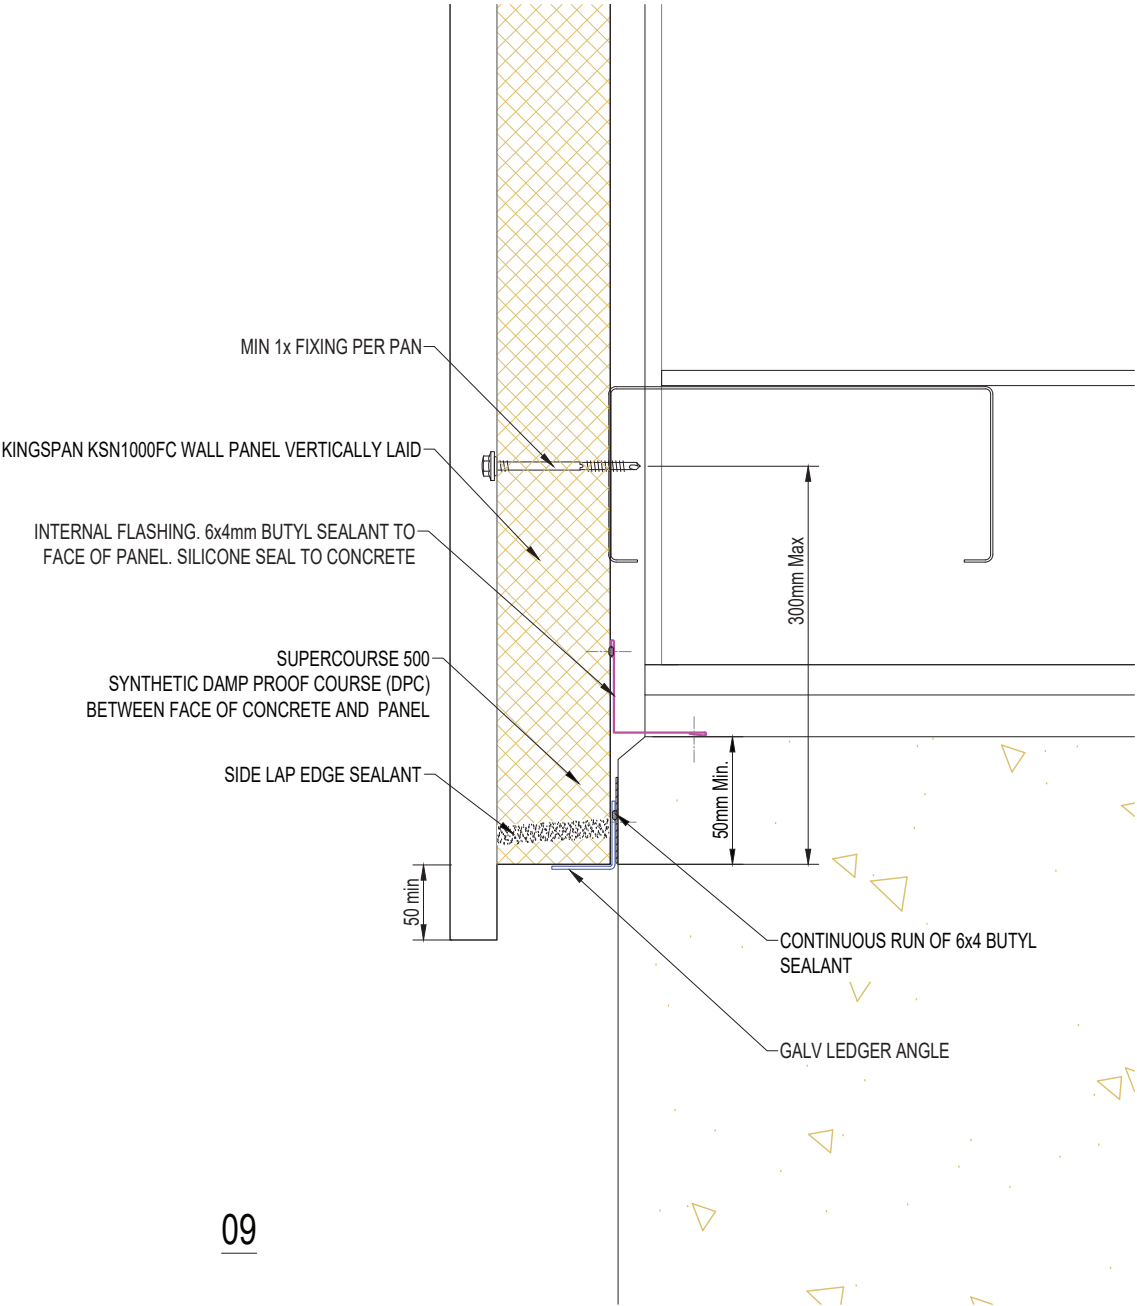 MIN 1x FIXING PER PAN
KINGSPAN KSN1000FC WALL PANEL VERTICALLY LAID
INTERNAL FLASHING. 6x4mm BUTYL SEALANT TO
FACE OF PANEL. SILICONE SEAL TO CONCRETE
300mm Max
SUPERCOURSE 500
SYNTHETIC DAMP PROOF COURSE (DPC)
BETWEEN FACE OF CONCRETE AND PANEL
SIDE LAP EDGE SEALANT
50mm Min.
50 min
CONTINUOUS RUN OF 6x4 BUTYL
SEALANT
GALV LEDGER ANGLE
09